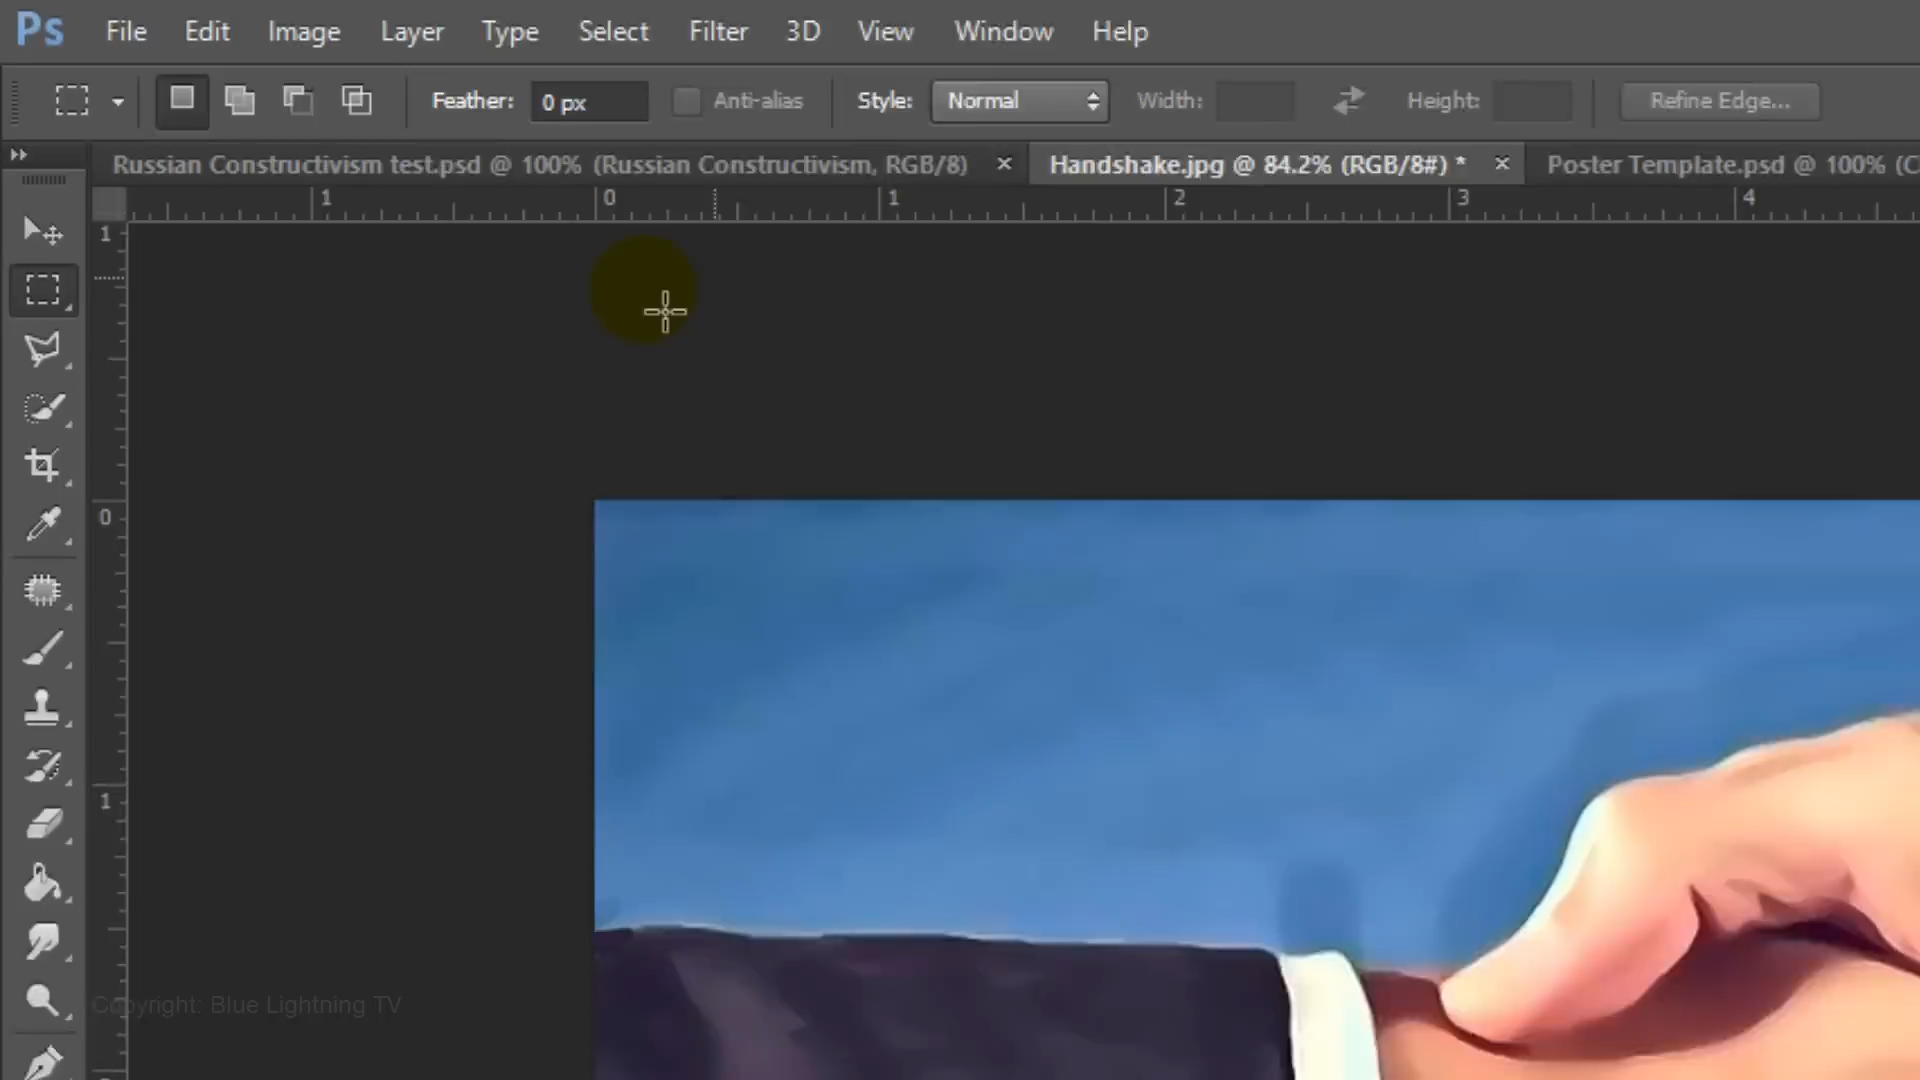 Ps File Edit Image Layer Type Select Filter 3D View Window Help
Feather: 0 px Anti-alias Style: Normal Width: Height: Refine Edge...
Russian Constructivism test.psd @ 100% (Russian Constructivism, RGB/8) × Handshake.jpg @ 84.2% (RGB/8#) * × Poster Template.psd @ 100% (C
1 0 1 2 3 4
1
0
1
Copyright: Blue Lightning TV